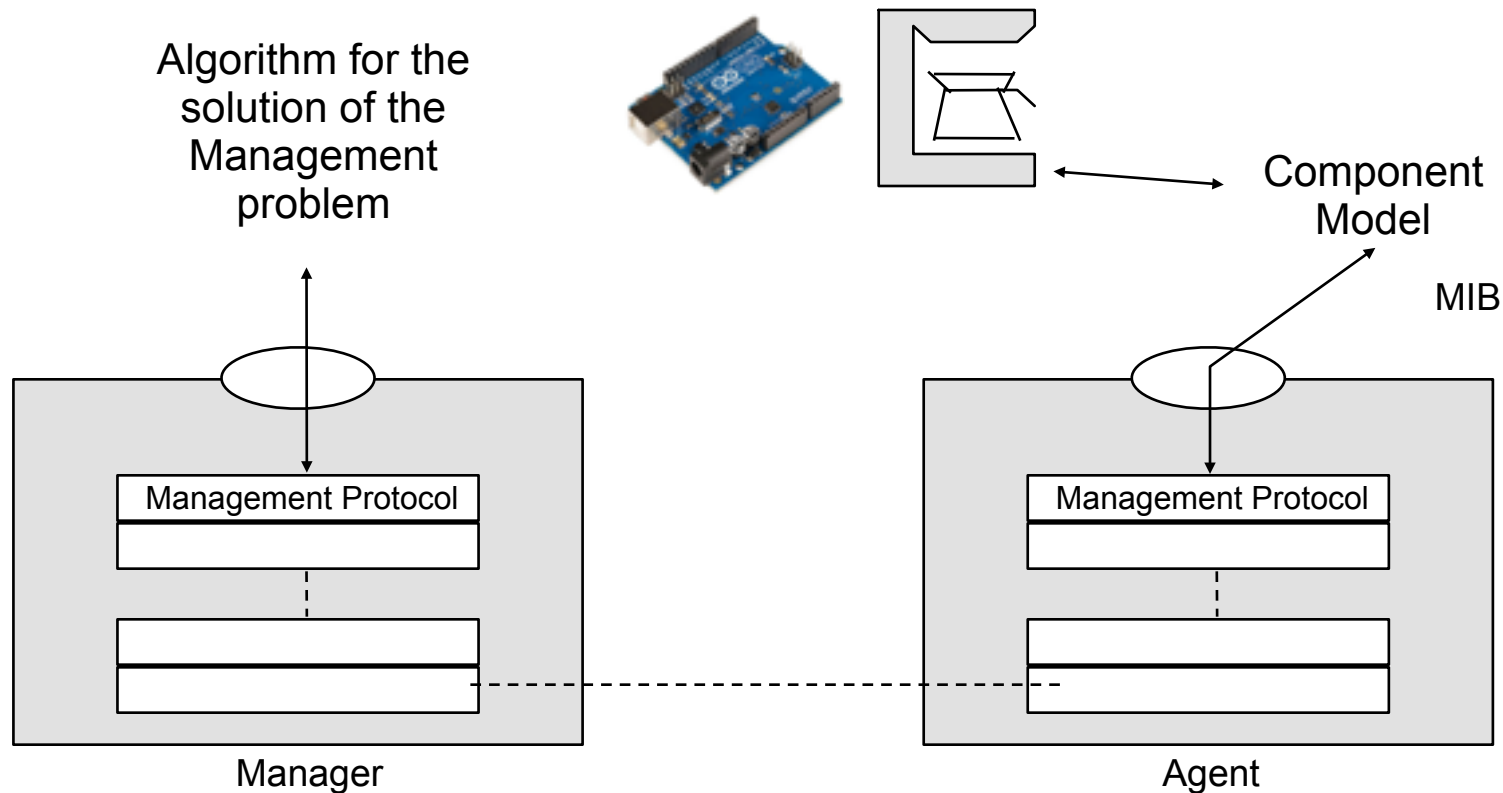 Algorithm for the
solution of the
Management
problem
Component
Model
MIB
Management Protocol
Management Protocol
Manager
Agent